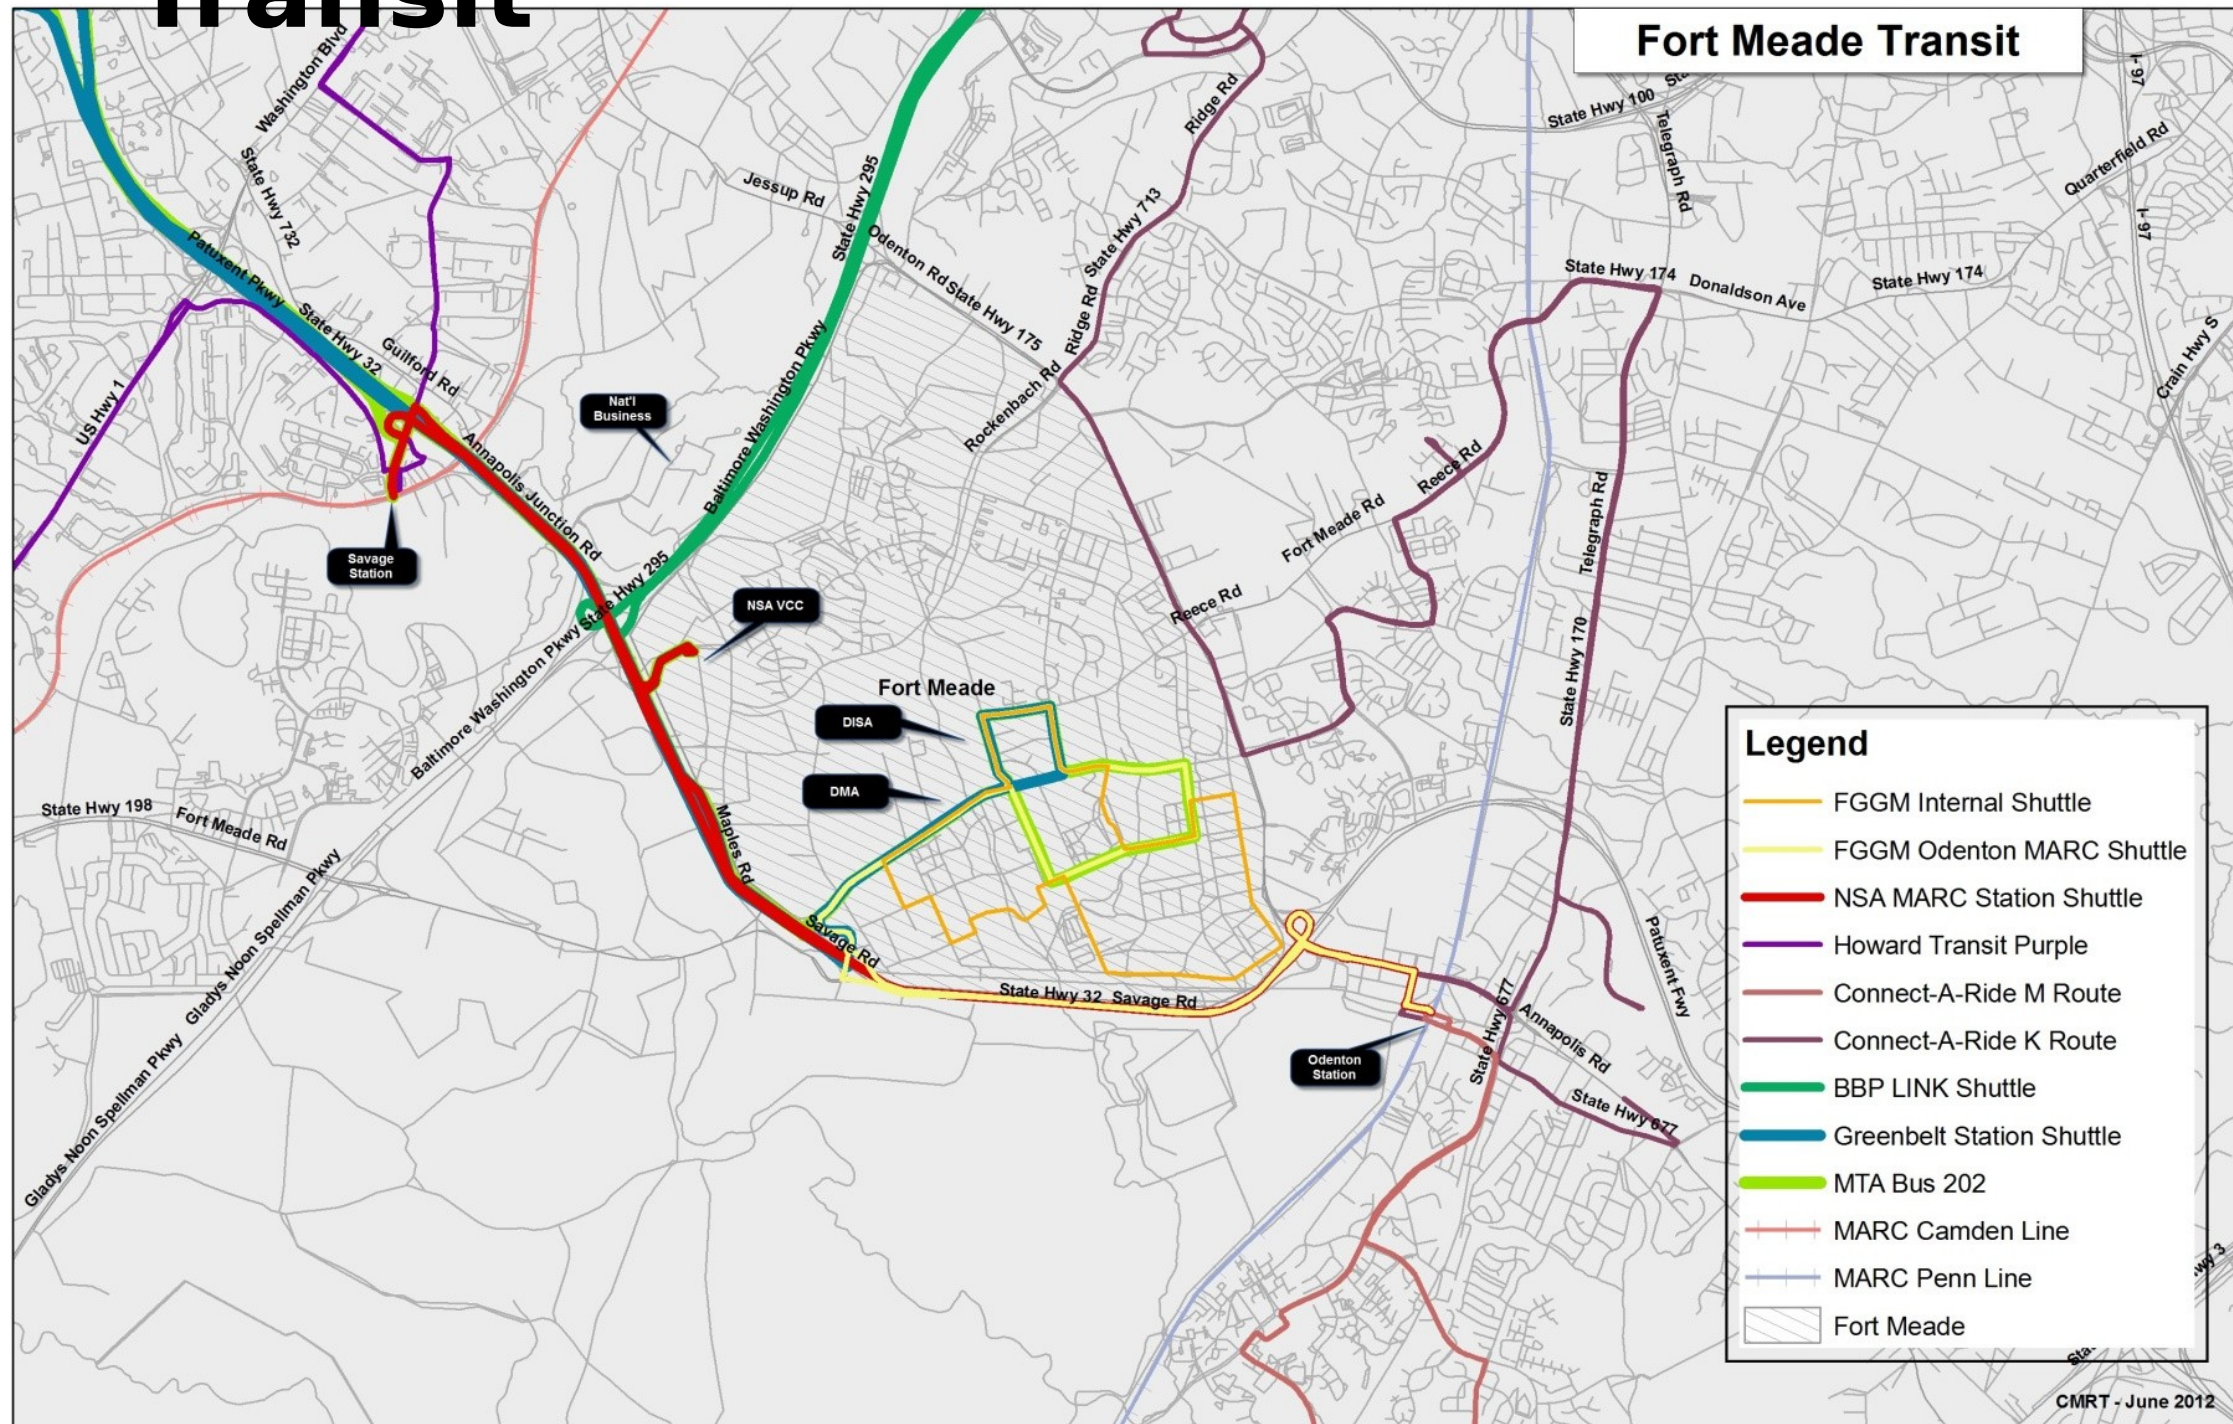 Transit
Fort Meade Transit
Washington Blvd
State Hwy 732
Patuxent Pkwy
State Hwy 32
Guilford Rd
US Hwy 1
Annapolis Junction Rd
Savage
Station
Nat'l
Business
Jessup Rd
State Hwy 295
Odenton Rd
State Hwy 175
Baltimore Washington Pkwy
Rockenbach Rd
Ridge Rd
State Hwy 713
Ridge Rd
State Hwy 100
Telegraph Rd
I-97
Quarterfield Rd
I-97
State Hwy 174
Donaldson Ave
State Hwy 174
Crain Hwy S
Reece Rd
Fort Meade Rd
Reece Rd
Telegraph Rd
State Hwy 170
State Hwy 295
Baltimore Washington Pkwy
NSA VCC
Fort Meade
DISA
DMA
State Hwy 198
Fort Meade Rd
Gladys Noon Spellman Pkwy
Gladys Noon Spellman Pkwy
Maples Rd
Savage Rd
State Hwy 32
Savage Rd
Odenton
Station
State Hwy 677
Annapolis Rd
State Hwy 677
Patuxent Fwy
Legend
FGGM Internal Shuttle
FGGM Odenton MARC Shuttle
NSA MARC Station Shuttle
Howard Transit Purple
Connect-A-Ride M Route
Connect-A-Ride K Route
BBP LINK Shuttle
Greenbelt Station Shuttle
MTA Bus 202
MARC Camden Line
MARC Penn Line
Fort Meade
CMRT - June 2012